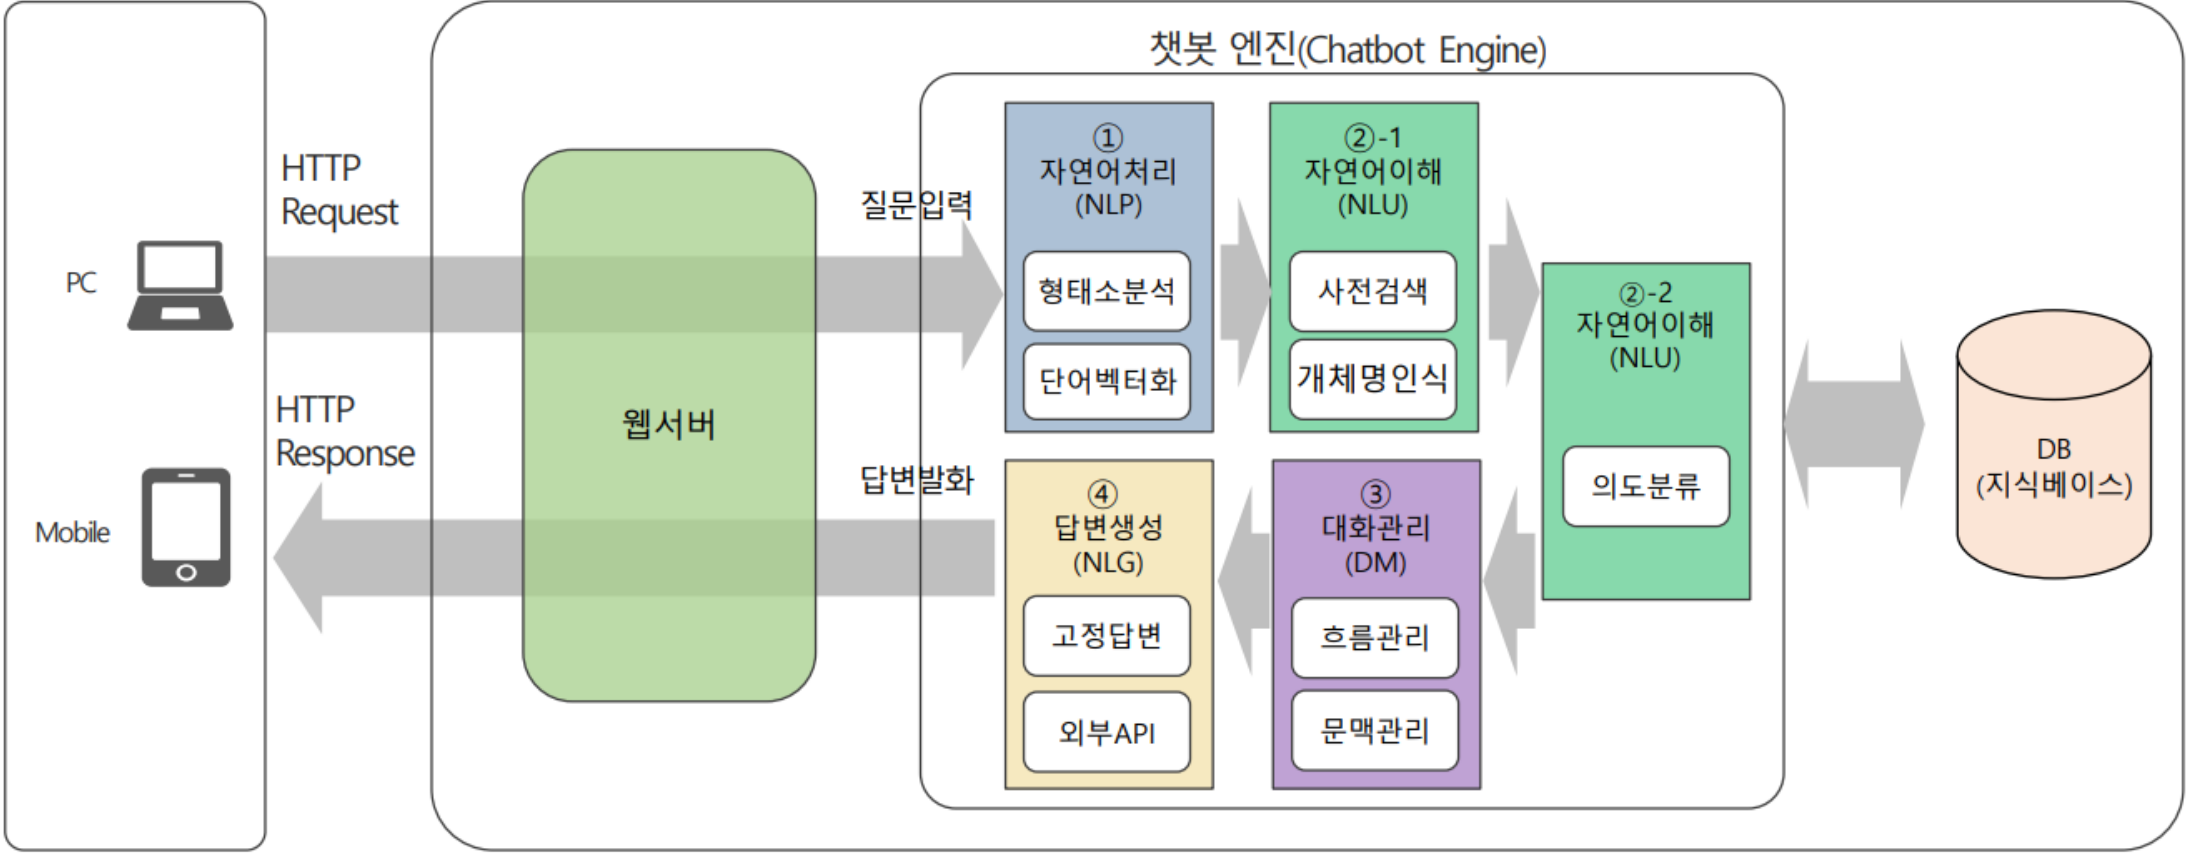 챗봇 엔진(Chatbot Engine)
HTTP
Request
PC
HTTP
Response
Mobile
웹서버
질문입력
답변발화
①
자연어처리
(NLP)
형태소분석
단어벡터화
②-1
자연어이해
(NLU)
사전검색
개체명인식
②-2
자연어이해
(NLU)
의도분류
③
대화관리
(DM)
흐름관리
문맥관리
④
답변생성
(NLG)
고정답변
외부API
DB
(지식베이스)